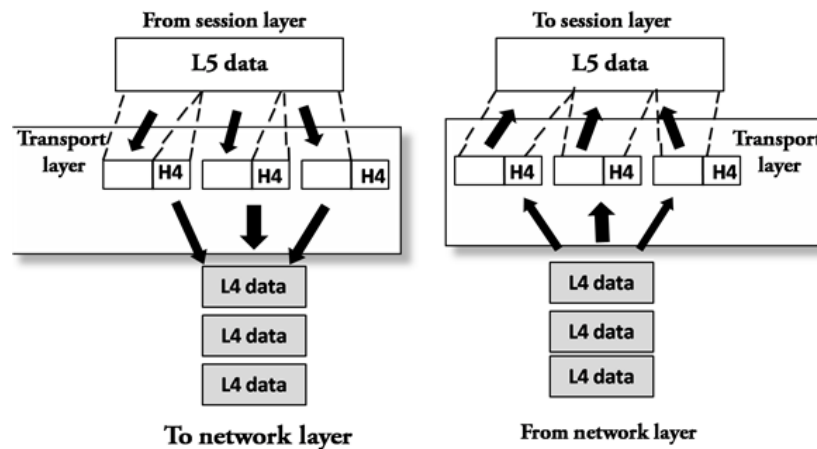 From session layer
L5 data
Transport
layer
H4
H4
H4
L4 data
L4 data
L4 data
To network layer
To session layer
L5 data
Transport
layer
H4
H4
H4
L4 data
L4 data
L4 data
From network layer